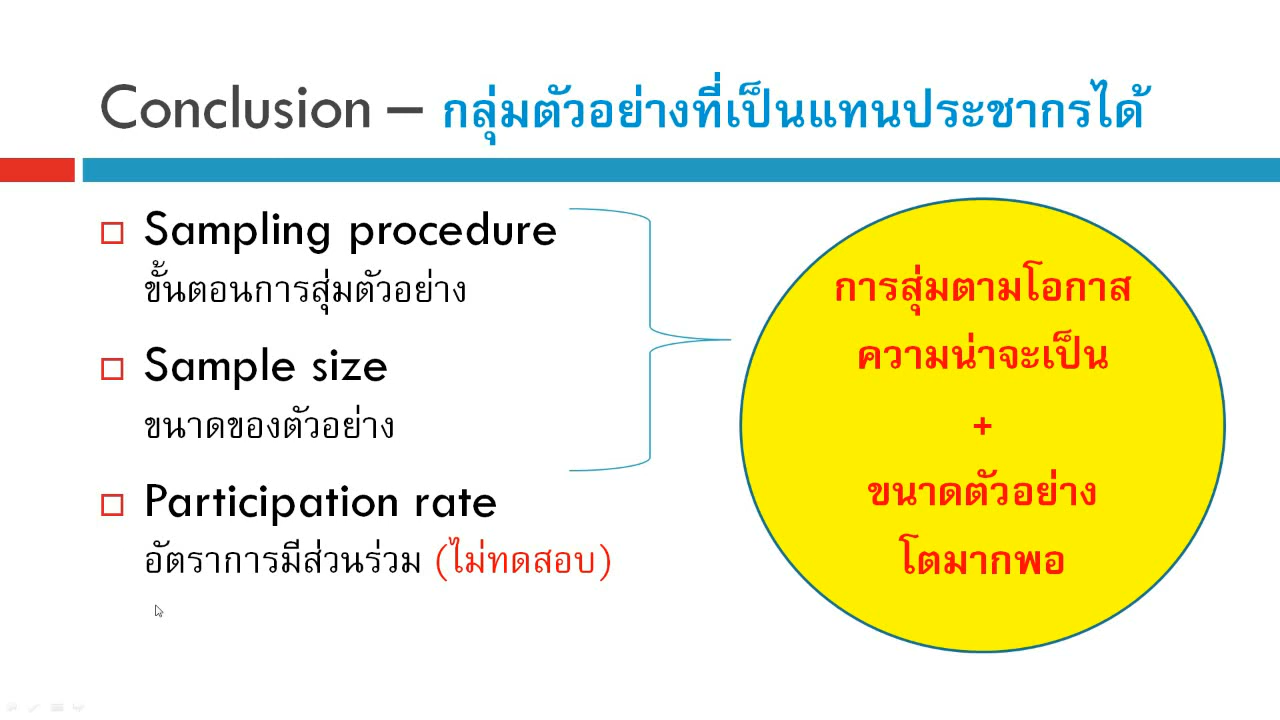 Conclusion – กลุ่มตัวอย่างที่เป็นแทนประชากรได้
Sampling procedure
ขั้นตอนการสุ่มตัวอย่าง
Sample size
ขนาดของตัวอย่าง
Participation rate
อัตราการมีส่วนร่วม (ไม่ทดสอบ)
การสุ่มตามโอกาส
ความน่าจะเป็น
+
ขนาดตัวอย่าง
โตมากพอ